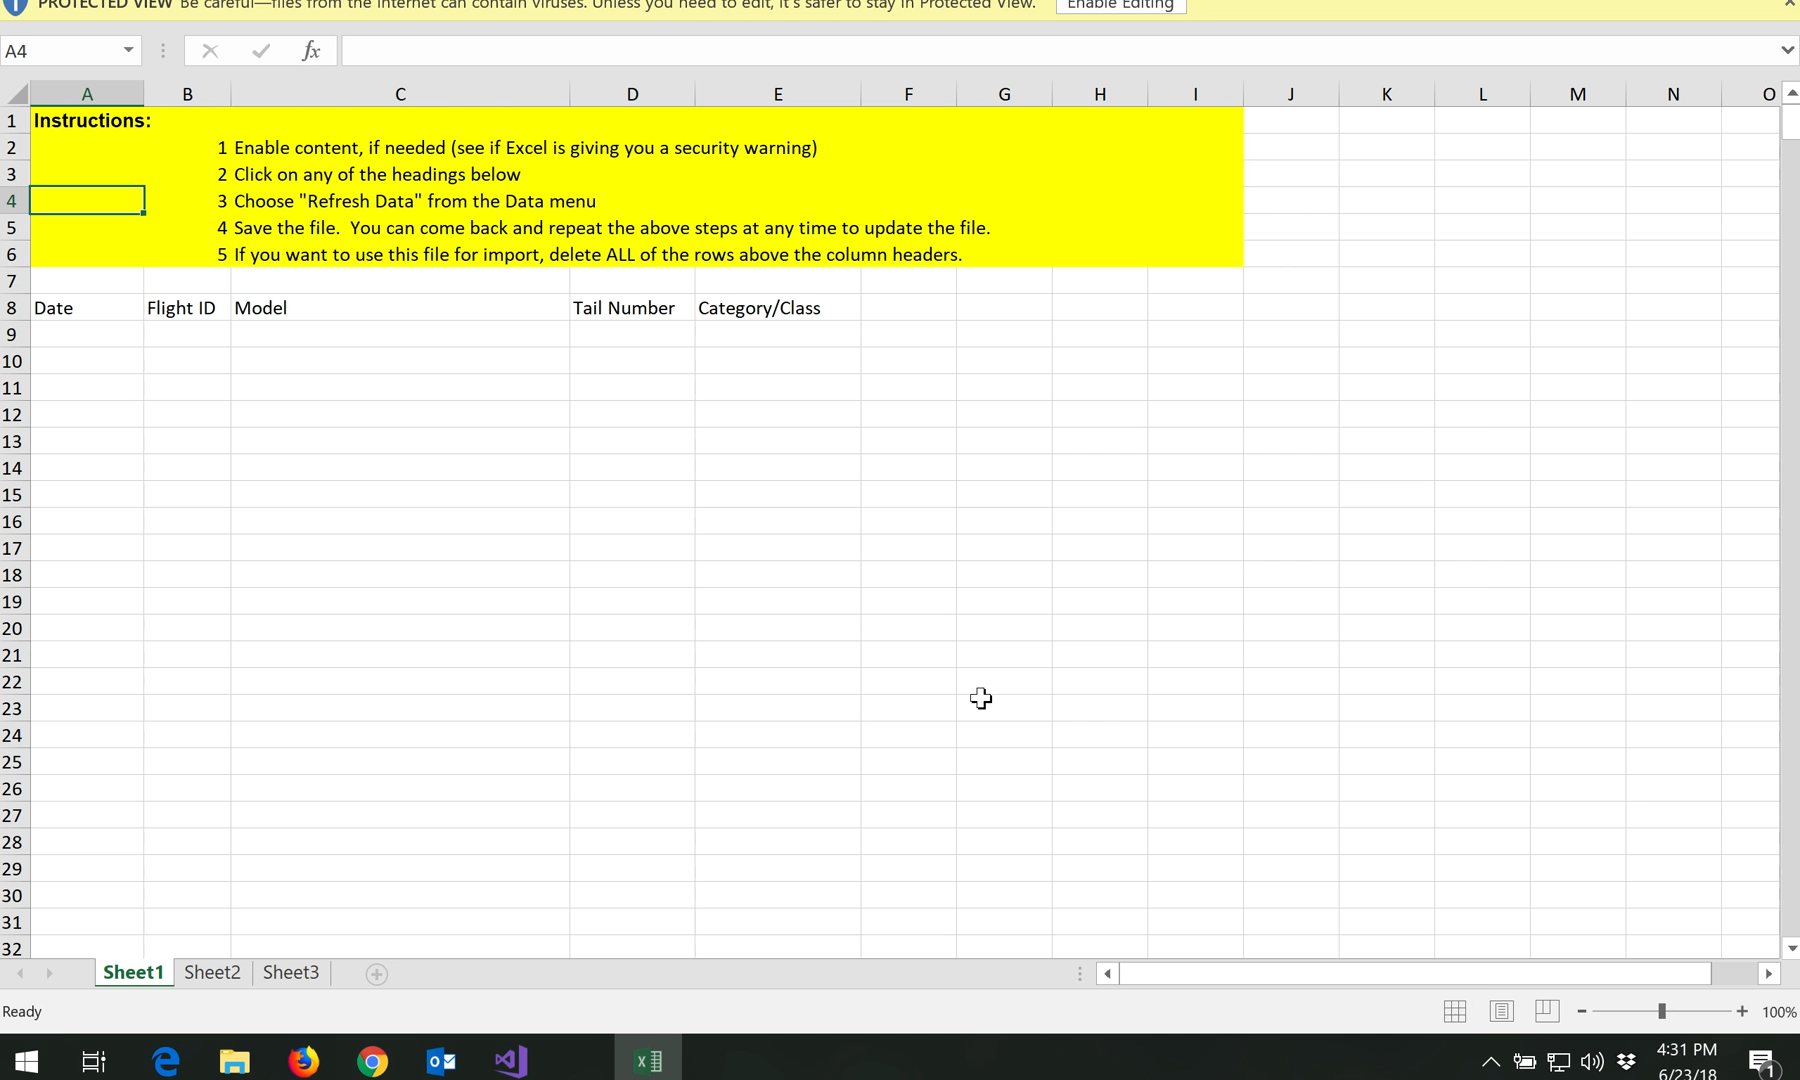 PROTECTED VIEW Be careful—files from the Internet can contain viruses. Unless you need to edit, it's safer to stay in Protected View. Enable Editing
A4 fx
A B C D E F G H I J K L M N O
1 Instructions:
2 1 Enable content, if needed (see if Excel is giving you a security warning)
3 2 Click on any of the headings below
4 3 Choose "Refresh Data" from the Data menu
5 4 Save the file.  You can come back and repeat the above steps at any time to update the file.
6 5 If you want to use this file for import, delete ALL of the rows above the column headers.
7
8 Date Flight ID Model Tail Number Category/Class
9
10
11
12
13
14
15
16
17
18
19
20
21
22
23
24
25
26
27
28
29
30
31
32
Sheet1 Sheet2 Sheet3
Ready 100%
4:31 PM
6/23/18 1